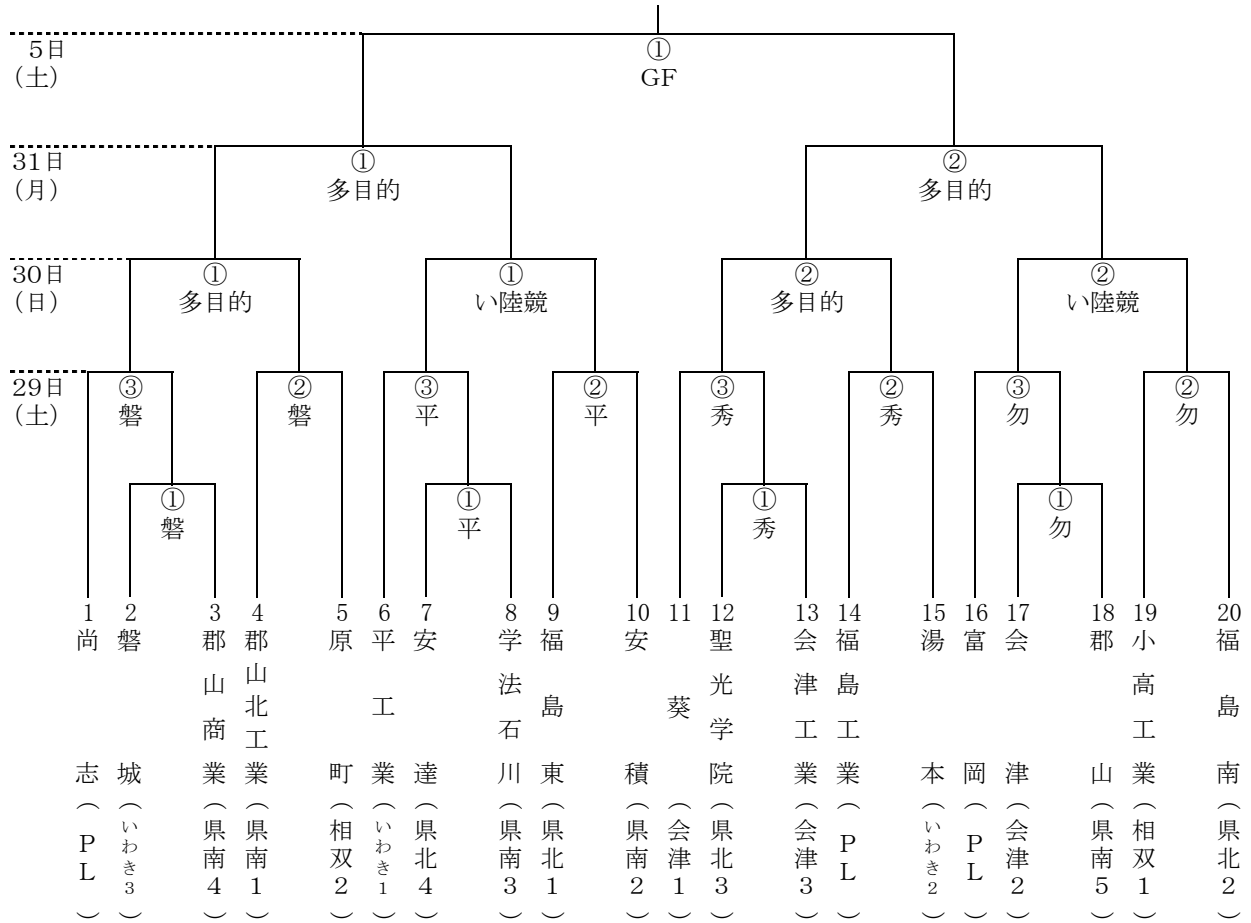 5日
(土)
①
GF
31日
(月)
①
多目的
②
多目的
30日
(日)
①
多目的
①
い陸競
②
多目的
②
い陸競
29日
(土)
③
磐
②
磐
③
平
②
平
③
秀
②
秀
③
勿
②
勿
①
磐
①
平
①
秀
①
勿
1 尚志(PL)
2 磐城(いわき3)
3 郡山商業(県南4)
4 郡山北工業(県南1)
5 原町(相双2)
6 平工業(いわき1)
7 安達(県北4)
8 学法石川(県南3)
9 福島東(県北1)
10 安積(県南2)
11 葵(会津1)
12 聖光学院(県北3)
13 会津工業(会津3)
14 福島工業(PL)
15 湯本(いわき2)
16 富岡(PL)
17 会津(会津2)
18 郡山(県南5)
19 小高工業(相双1)
20 福島南(県北2)